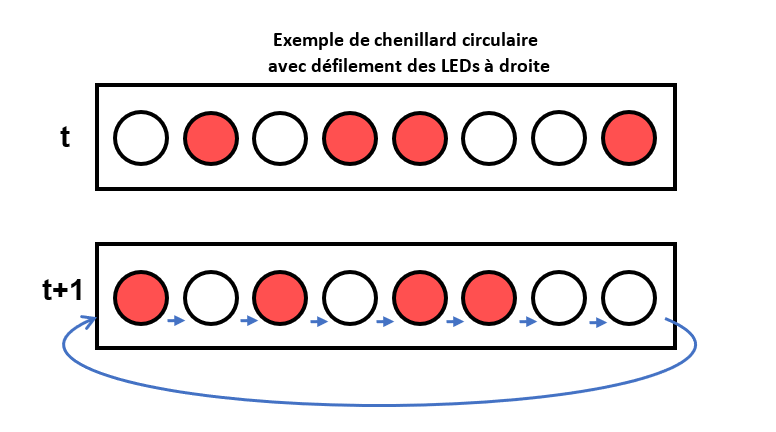 Exemple de chenillard circulaire
avec défilement des LEDs à droite
t
t+1